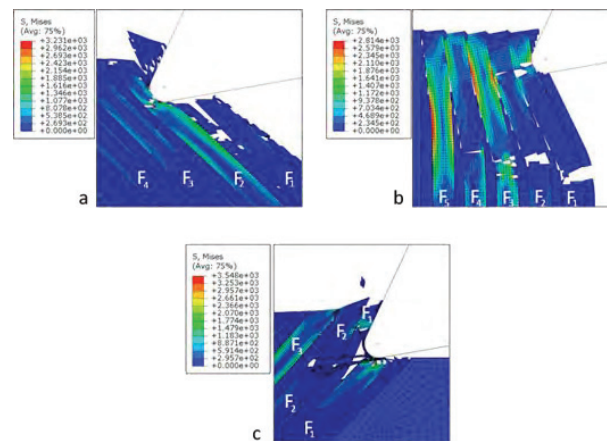 S, Mises
(Avg: 75%)
+3.231e+03
+2.962e+03
+2.693e+03
+2.423e+03
+2.154e+03
+1.885e+03
+1.616e+03
+1.346e+03
+1.077e+03
+8.078e+02
+5.385e+02
+2.693e+02
+0.000e+00
F4 F3 F2 F1
a
S, Mises
(Avg: 75%)
+2.814e+03
+2.579e+03
+2.345e+03
+2.110e+03
+1.876e+03
+1.641e+03
+1.407e+03
+1.172e+03
+9.378e+02
+7.034e+02
+4.689e+02
+2.345e+02
+0.000e+00
F5 F4 F3 F2 F1
b
S, Mises
(Avg: 75%)
+3.548e+03
+3.253e+03
+2.957e+03
+2.661e+03
+2.366e+03
+2.070e+03
+1.774e+03
+1.479e+03
+1.183e+03
+8.871e+02
+5.914e+02
+2.957e+02
+0.000e+00
F1
F2
F3
F2
F1
c